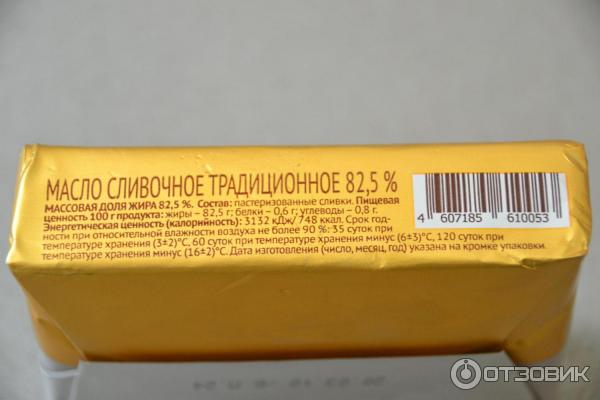 МАСЛО СЛИВОЧНОЕ ТРАДИЦИОННОЕ 82,5 %
МАССОВАЯ ДОЛЯ ЖИРА 82,5 %. Состав: пастеризованные сливки. Пищевая
ценность 100 г продукта: жиры – 82,5 г; белки – 0,6 г; углеводы – 0,8 г.
Энергетическая ценность (калорийность): 3132 кДж/ 748 ккал. Срок год-
ности при относительной влажности воздуха не более 90 %: 35 суток при
температуре хранения (3±2)°С, 60 суток при температуре минус (6±3)°С, 120 суток при
температуре хранения минус (16±2)°С. Дата изготовления (число, месяц, год) указана на кромке упаковки.
4 607185 610053
ОТЗОВИК